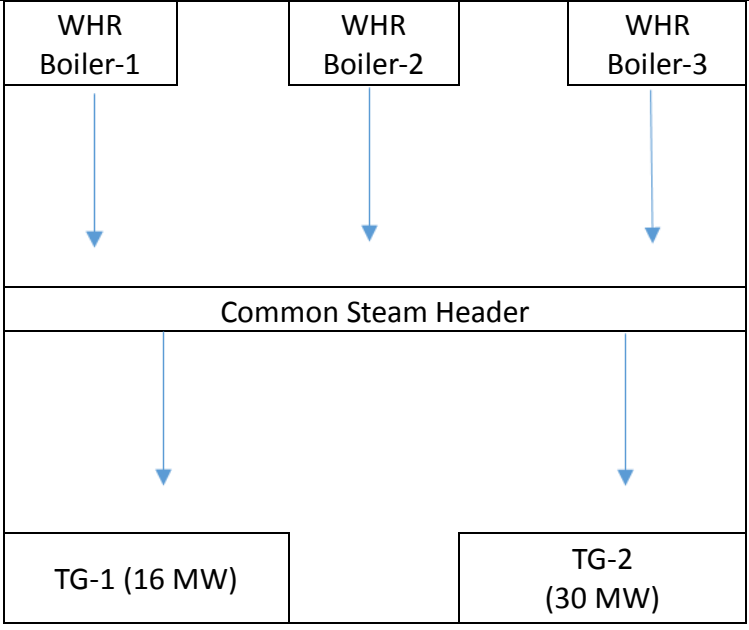 WHR
Boiler-1
WHR
Boiler-2
WHR
Boiler-3
Common Steam Header
TG-1 (16 MW)
TG-2
(30 MW)